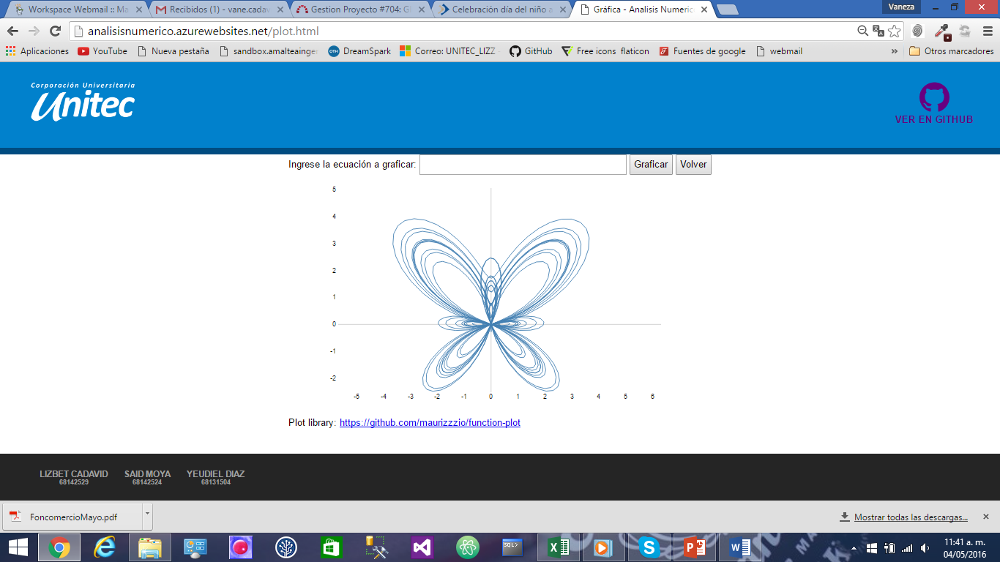 Workspace Webmail :: Ma
Recibidos (1) - vane.cadav
Gestion Proyecto #704: Gl
Celebración día del niño a
Gráfica - Analisis Numeric
Vaneza
analisisnumerico.azurewebsites.net/plot.html
Aplicaciones
YouTube
Nueva pestaña
sandbox.amalteainger
DreamSpark
Correo: UNITEC_LIZZ
GitHub
Free icons flaticon
Fuentes de google
webmail
»
Otros marcadores
Corporación Universitaria
Unitec
VER EN GITHUB
Ingrese la ecuación a graficar:
Graficar
Volver
5
4
3
2
1
0
-1
-2
-5 -4 -3 -2 -1 0 1 2 3 4 5 6
Plot library: https://github.com/maurizzzio/function-plot
LIZBET CADAVID
68142529
SAID MOYA
68142524
YEUDIEL DIAZ
68131504
FoncomercioMayo.pdf
Mostrar todas las descargas...
11:41 a. m.
04/05/2016